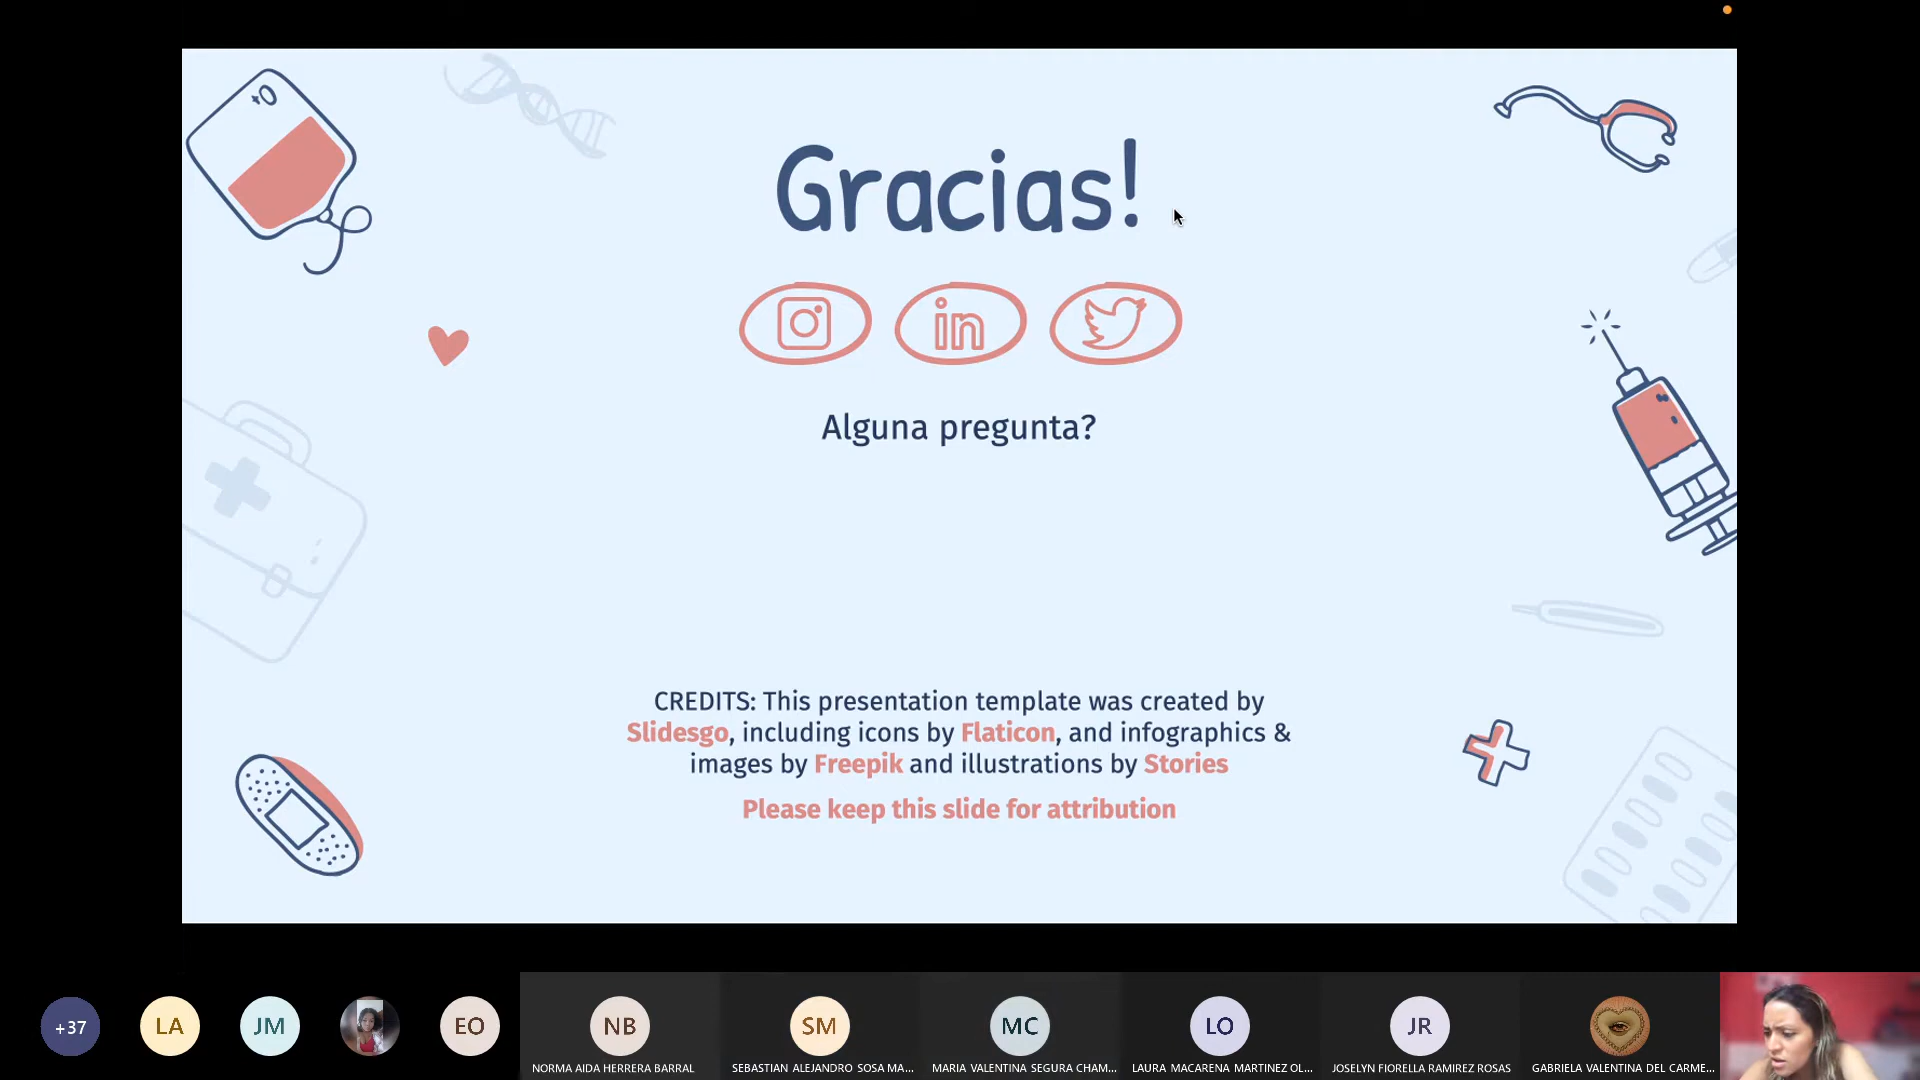 +O
Gracias!
in
Alguna pregunta?
CREDITS: This presentation template was created by
Slidesgo, including icons by Flaticon, and infographics &
images by Freepik and illustrations by Stories
Please keep this slide for attribution
+37
LA
JM
EO
NB
SM
MC
LO
JR
NORMA AIDA HERRERA BARRAL
SEBASTIAN ALEJANDRO SOSA MA...
MARIA VALENTINA SEGURA CHAM...
LAURA MACARENA MARTINEZ OL...
JOSELYN FIORELLA RAMIREZ ROSAS
GABRIELA VALENTINA DEL CARME...